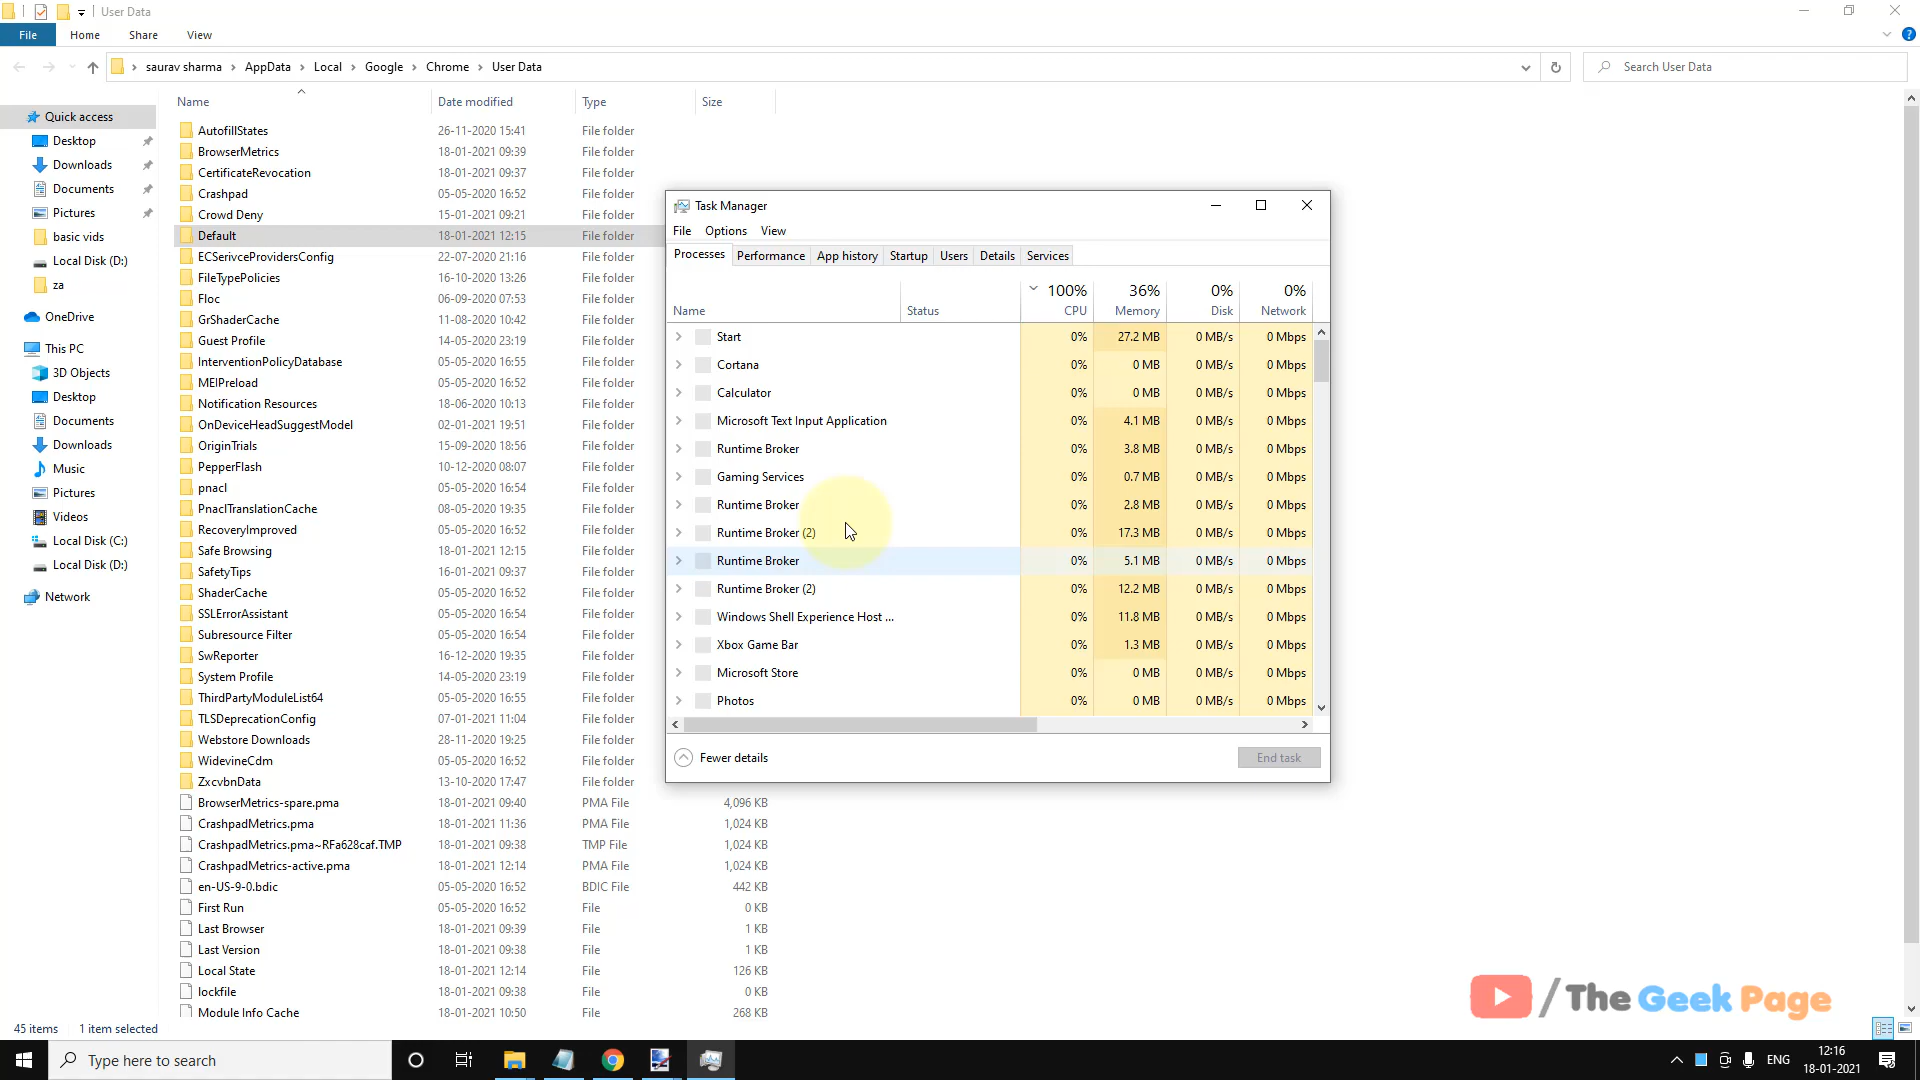 User Data
File Home Share View
saurav sharma AppData Local Google Chrome User Data Search User Data
Quick access
Desktop
Downloads
Documents
Pictures
basic vids
Local Disk (D:)
za
OneDrive
This PC
3D Objects
Desktop
Documents
Downloads
Music
Pictures
Videos
Local Disk (C:)
Local Disk (D:)
Network
Name Date modified Type Size
AutofillStates 26-11-2020 15:41 File folder
BrowserMetrics 18-01-2021 09:39 File folder
CertificateRevocation 18-01-2021 09:37 File folder
Crashpad 05-05-2020 16:52 File folder
Crowd Deny 15-01-2021 09:21 File folder
Default 18-01-2021 12:15 File folder
ECSerivceProvidersConfig 22-07-2020 21:16 File folder
FileTypePolicies 16-10-2020 13:26 File folder
Floc 06-09-2020 07:53 File folder
GrShaderCache 11-08-2020 10:42 File folder
Guest Profile 14-05-2020 23:19 File folder
InterventionPolicyDatabase 05-05-2020 16:55 File folder
MEIPreload 05-05-2020 16:52 File folder
Notification Resources 18-06-2020 10:13 File folder
OnDeviceHeadSuggestModel 02-01-2021 19:51 File folder
OriginTrials 15-09-2020 18:56 File folder
PepperFlash 10-12-2020 08:07 File folder
pnacl 05-05-2020 16:54 File folder
PnaclTranslationCache 08-05-2020 19:35 File folder
RecoveryImproved 05-05-2020 16:52 File folder
Safe Browsing 18-01-2021 12:15 File folder
SafetyTips 16-01-2021 09:37 File folder
ShaderCache 05-05-2020 16:52 File folder
SSLErrorAssistant 05-05-2020 16:54 File folder
Subresource Filter 05-05-2020 16:54 File folder
SwReporter 16-12-2020 19:35 File folder
System Profile 14-05-2020 23:19 File folder
ThirdPartyModuleList64 05-05-2020 16:55 File folder
TLSDeprecationConfig 07-01-2021 11:04 File folder
Webstore Downloads 28-11-2020 19:25 File folder
WidevineCdm 05-05-2020 16:52 File folder
ZxcvbnData 13-10-2020 17:47 File folder
BrowserMetrics-spare.pma 18-01-2021 09:40 PMA File 4,096 KB
CrashpadMetrics.pma 18-01-2021 11:36 PMA File 1,024 KB
CrashpadMetrics.pma~RFa628caf.TMP 18-01-2021 09:38 TMP File 1,024 KB
CrashpadMetrics-active.pma 18-01-2021 12:14 PMA File 1,024 KB
en-US-9-0.bdic 05-05-2020 16:52 BDIC File 442 KB
First Run 05-05-2020 16:52 File 0 KB
Last Browser 18-01-2021 09:39 File 1 KB
Last Version 18-01-2021 09:38 File 1 KB
Local State 18-01-2021 12:14 File 126 KB
lockfile 18-01-2021 09:38 File 0 KB
Module Info Cache 18-01-2021 10:50 File 268 KB
Task Manager
File Options View
Processes Performance App history Startup Users Details Services
100% 36% 0% 0%
Name Status CPU Memory Disk Network
Start 0% 27.2 MB 0 MB/s 0 Mbps
Cortana 0% 0 MB 0 MB/s 0 Mbps
Calculator 0% 0 MB 0 MB/s 0 Mbps
Microsoft Text Input Application 0% 4.1 MB 0 MB/s 0 Mbps
Runtime Broker 0% 3.8 MB 0 MB/s 0 Mbps
Gaming Services 0% 0.7 MB 0 MB/s 0 Mbps
Runtime Broker 0% 2.8 MB 0 MB/s 0 Mbps
Runtime Broker (2) 0% 17.3 MB 0 MB/s 0 Mbps
Runtime Broker 0% 5.1 MB 0 MB/s 0 Mbps
Runtime Broker (2) 0% 12.2 MB 0 MB/s 0 Mbps
Windows Shell Experience Host ... 0% 11.8 MB 0 MB/s 0 Mbps
Xbox Game Bar 0% 1.3 MB 0 MB/s 0 Mbps
Microsoft Store 0% 0 MB 0 MB/s 0 Mbps
Photos 0% 0 MB 0 MB/s 0 Mbps
Fewer details End task
/The Geek Page
45 items 1 item selected
Type here to search ENG 12:16
18-01-2021